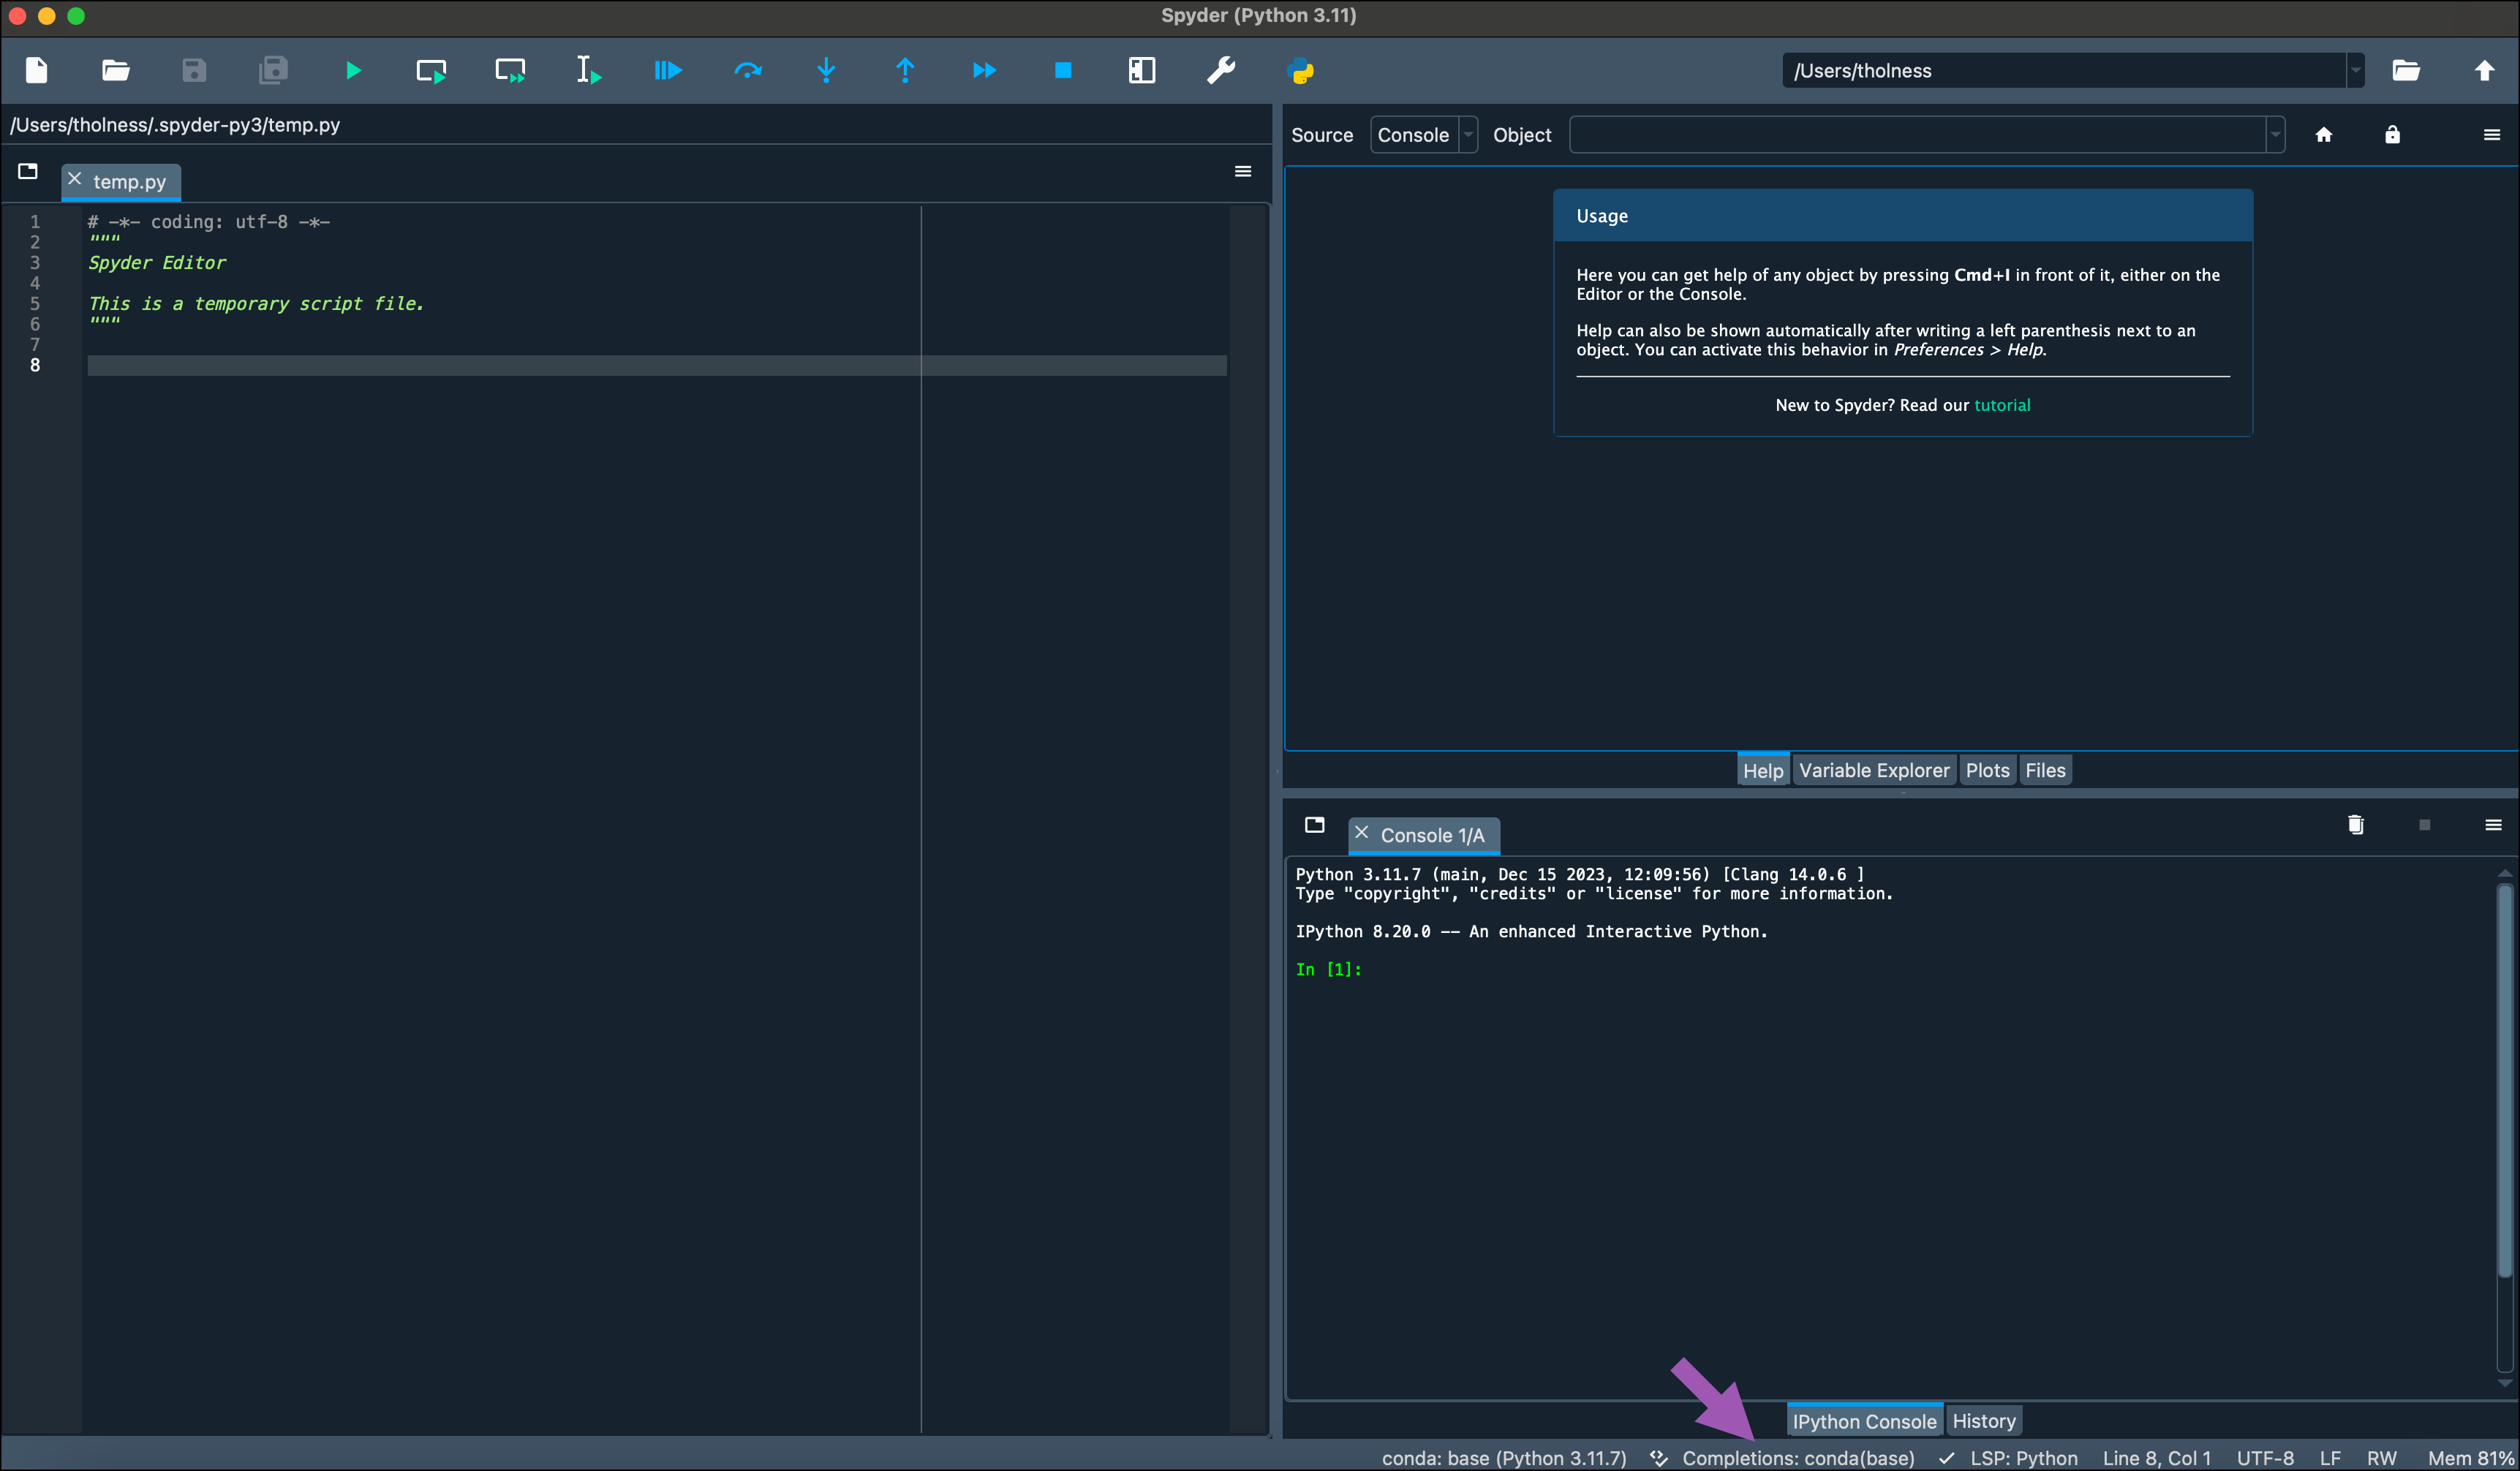 Spyder (Python 3.11)
/Users/tholness
/Users/tholness/.spyder-py3/temp.py
temp.py
1 # -*- coding: utf-8 -*-
2 """
3 Spyder Editor
4
5 This is a temporary script file.
6 """
7
8
Source Console Object
Usage
Here you can get help of any object by pressing Cmd+I in front of it, either on the
Editor or the Console.
Help can also be shown automatically after writing a left parenthesis next to an
object. You can activate this behavior in Preferences > Help.
New to Spyder? Read our tutorial
Help Variable Explorer Plots Files
Console 1/A
Python 3.11.7 (main, Dec 15 2023, 12:09:56) [Clang 14.0.6 ]
Type "copyright", "credits" or "license" for more information.
IPython 8.20.0 -- An enhanced Interactive Python.
In [1]:
IPython Console History
conda: base (Python 3.11.7) Completions: conda(base) LSP: Python Line 8, Col 1 UTF-8 LF RW Mem 81%